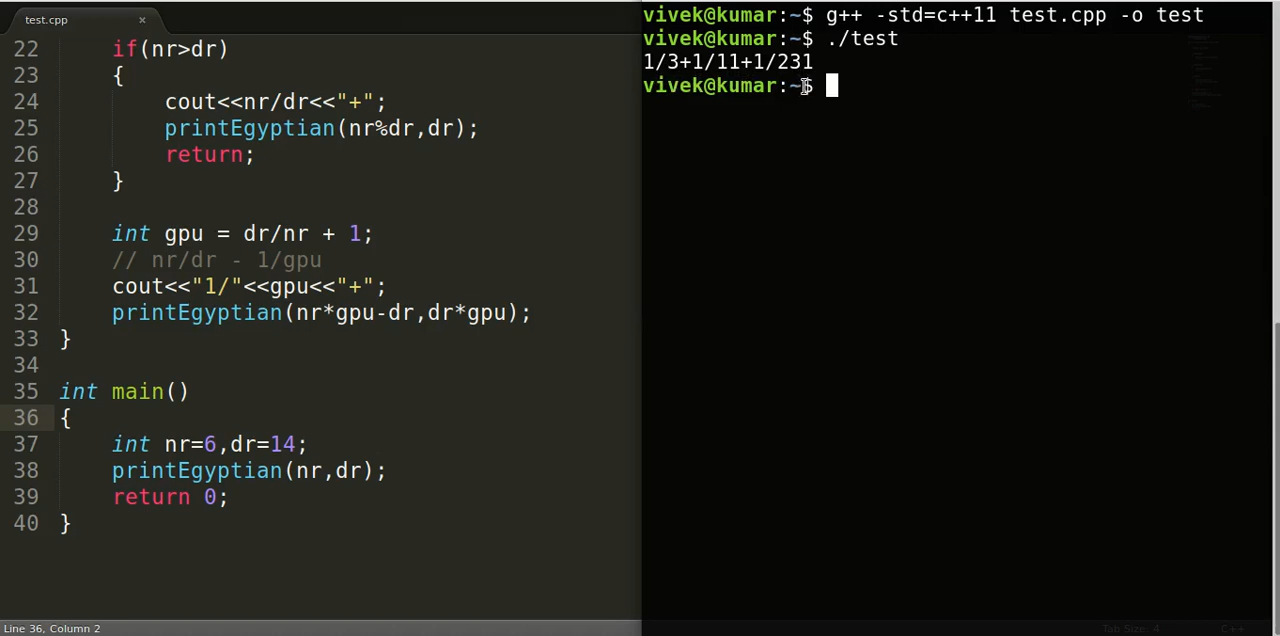 test.cpp ×
22 if(nr>dr)
23 {
24 cout<<nr/dr<<"+";
25 printEgyptian(nr%dr,dr);
26 return;
27 }
28
29 int gpu = dr/nr + 1;
30 // nr/dr - 1/gpu
31 cout<<"1/"<<gpu<<"+";
32 printEgyptian(nr*gpu-dr,dr*gpu);
33 }
34
35 int main()
36 {
37 int nr=6,dr=14;
38 printEgyptian(nr,dr);
39 return 0;
40 }
Line 36, Column 2
vivek@kumar:~$ g++ -std=c++11 test.cpp -o test
vivek@kumar:~$ ./test
1/3+1/11+1/231
vivek@kumar:~$
Tab Size: 4 C++